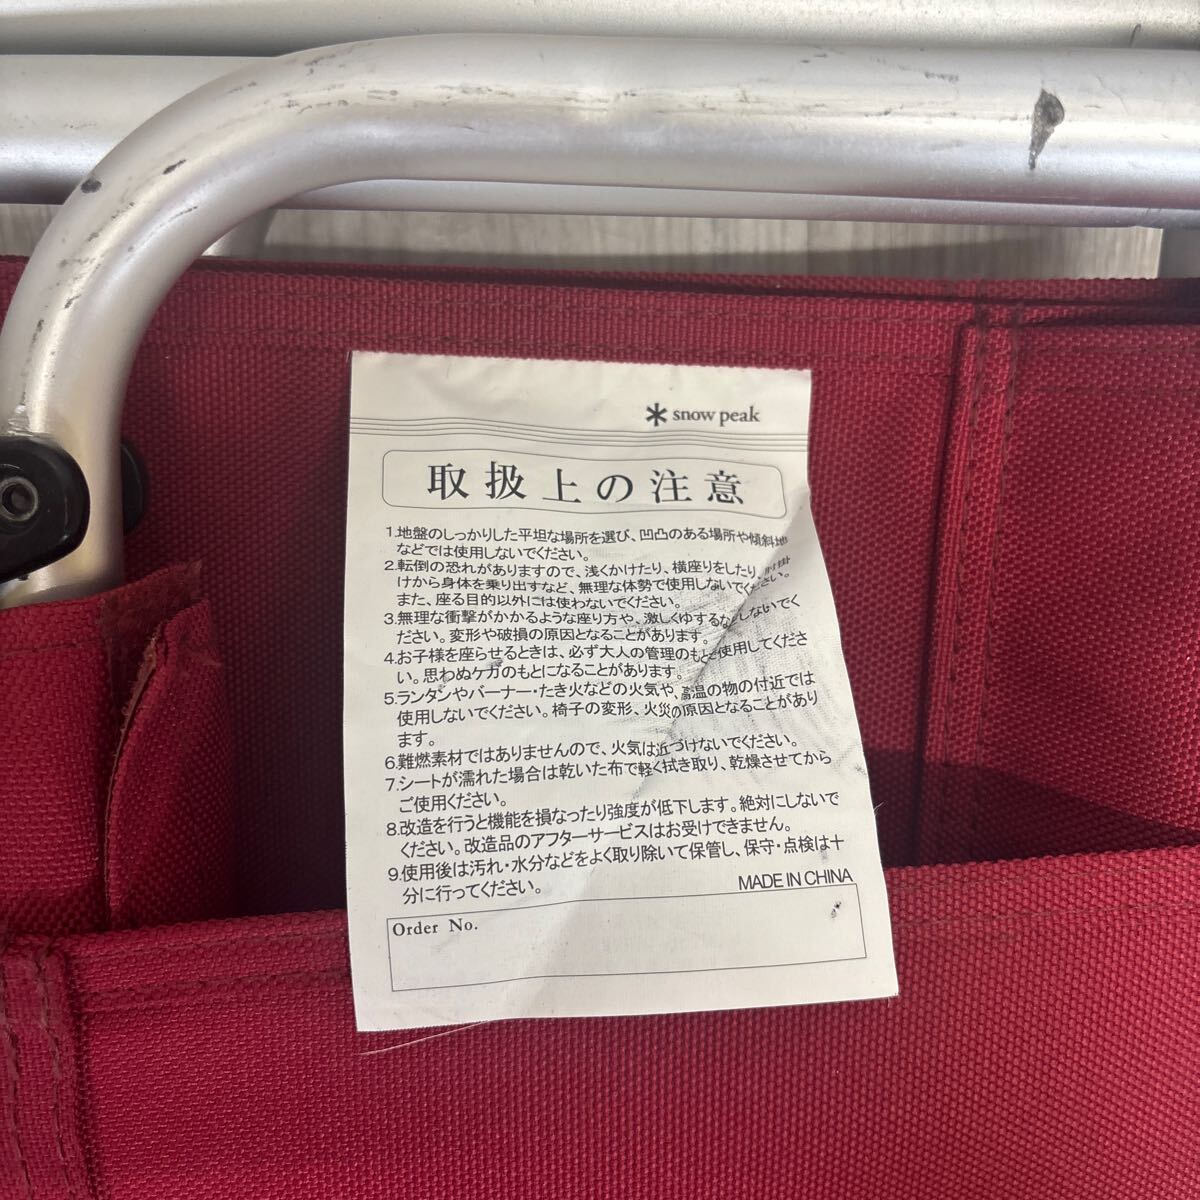 snow peak
取扱上の注意
1.地盤のしっかりした平坦な場所を選び、凹凸のある場所や傾斜地
などでは使用しないでください。
2.転倒の恐れがありますので、浅くかけたり、横座りをしたり、肘掛
けから身体を乗り出すなど、無理な体勢で使用しないでください。
また、座る目的以外には使わないでください。
3.無理な衝撃がかかるような座り方や、激しくゆするなどしないでく
ださい。変形や破損の原因となることがあります。
4.お子様を座らせるときは、必ず大人の管理のもとで使用してくださ
い。思わぬケガのもとになることがあります。
5.ランタンやバーナー・たき火などの火気や、高温の物の付近では
使用しないでください。椅子の変形、火災の原因となることがあり
ます。
6.難燃素材ではありませんので、火気は近づけないでください。
7.シートが濡れた場合は乾いた布で軽く拭き取り、乾燥させてから
ご使用ください。
8.改造を行うと機能を損なったり強度が低下します。絶対にしないで
ください。改造品のアフターサービスはお受けできません。
9.使用後は汚れ・水分などをよく取り除いて保管し、保守・点検は十
分に行ってください。
MADE IN CHINA
Order No.